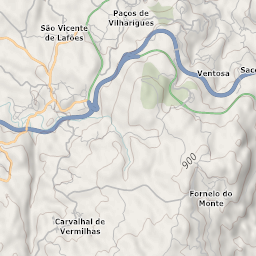 Paços de
Vilharigues
São Vicente
de Lafões
Ventosa
Sace
900
Fornelo do
Monte
Carvalhal de
Vermilhas